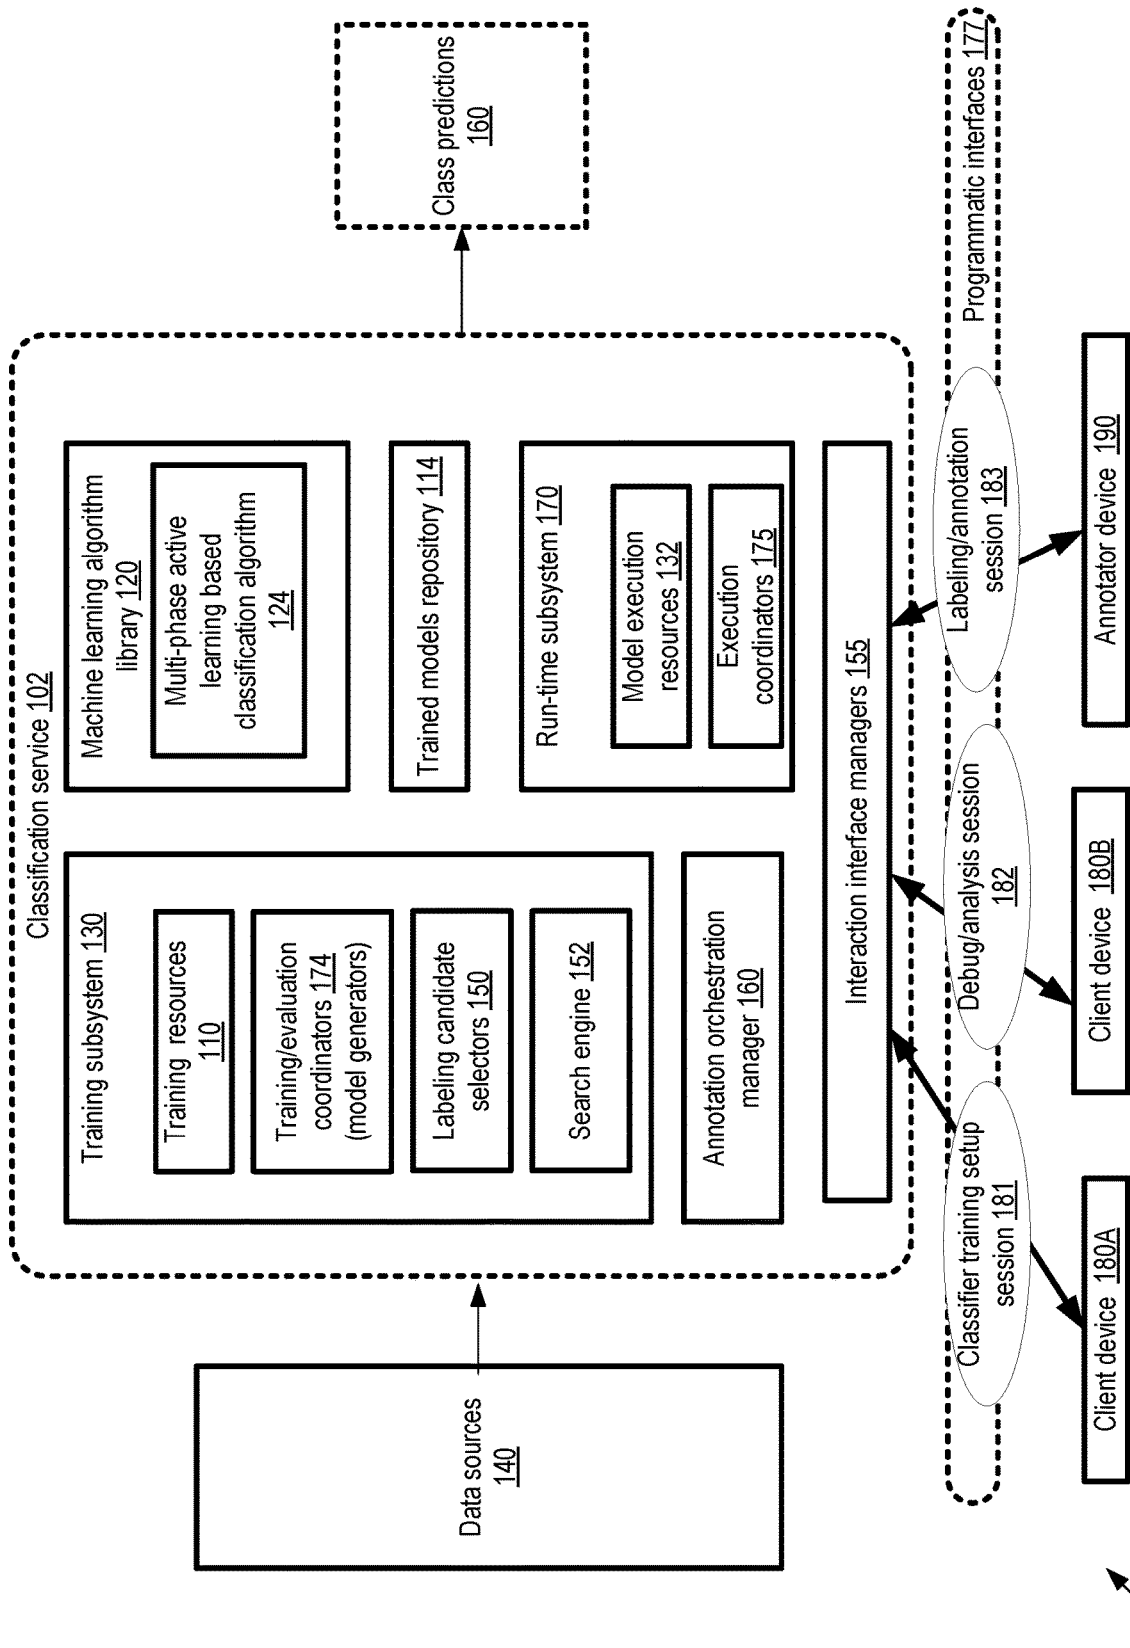 Classification service 102
Data sources
140
Training subsystem 130
Training resources
110
Training/evaluation
coordinators 174
(model generators)
Labeling candidate
selectors 150
Search engine 152
Annotation orchestration
manager 160
Machine learning algorithm
library 120
Multi-phase active
learning based
classification algorithm
124
Trained models repository 114
Run-time subsystem 170
Model execution
resources 132
Execution
coordinators 175
Interaction interface managers 155
Class predictions
160
Classifier training setup
session 181
Debug/analysis session
182
Labeling/annotation
session 183
Programmatic interfaces 177
Client device 180A
Client device 180B
Annotator device 190